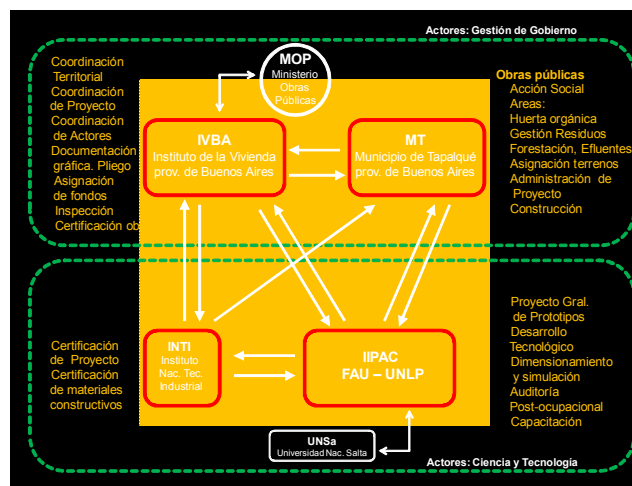 Actores: Gestión de Gobierno
Coordinación
Territorial
Coordinación
de Proyecto
Coordinación
de Actores
Documentación
gráfica. Pliego
Asignación
de fondos
Inspección
Certificación ob
MOP
Ministerio
Obras
Públicas
IVBA
Instituto de la Vivienda
prov. de Buenos Aires
MT
Municipio de Tapalqué
prov. de Buenos Aires
Obras públicas
Acción Social
Areas:
Huerta orgánica
Gestión Residuos
Forestación, Efluentes
Asignación terrenos
Administración de
Proyecto
Construcción
Certificación
de Proyecto
Certificación
de materiales
constructivos
INTI
Instituto
Nac. Tec.
Industrial
IIPAC
FAU – UNLP
Proyecto Gral.
de Prototipos
Desarrollo
Tecnológico
Dimensionamiento
y simulación
Auditoría
Post-ocupacional
Capacitación
UNSa
Universidad Nac. Salta
Actores: Ciencia y Tecnología